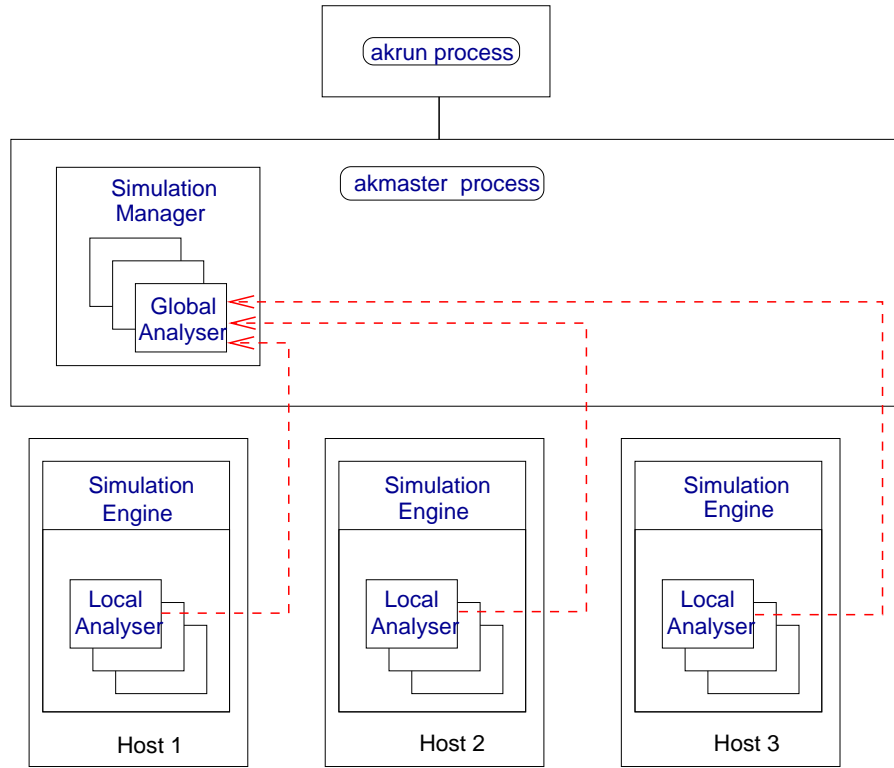 akrun process
akmaster process
Simulation
Manager
Global
Analyser
Simulation
Engine
Local
Analyser
Host 1
Simulation
Engine
Local
Analyser
Host 2
Simulation
Engine
Local
Analyser
Host 3